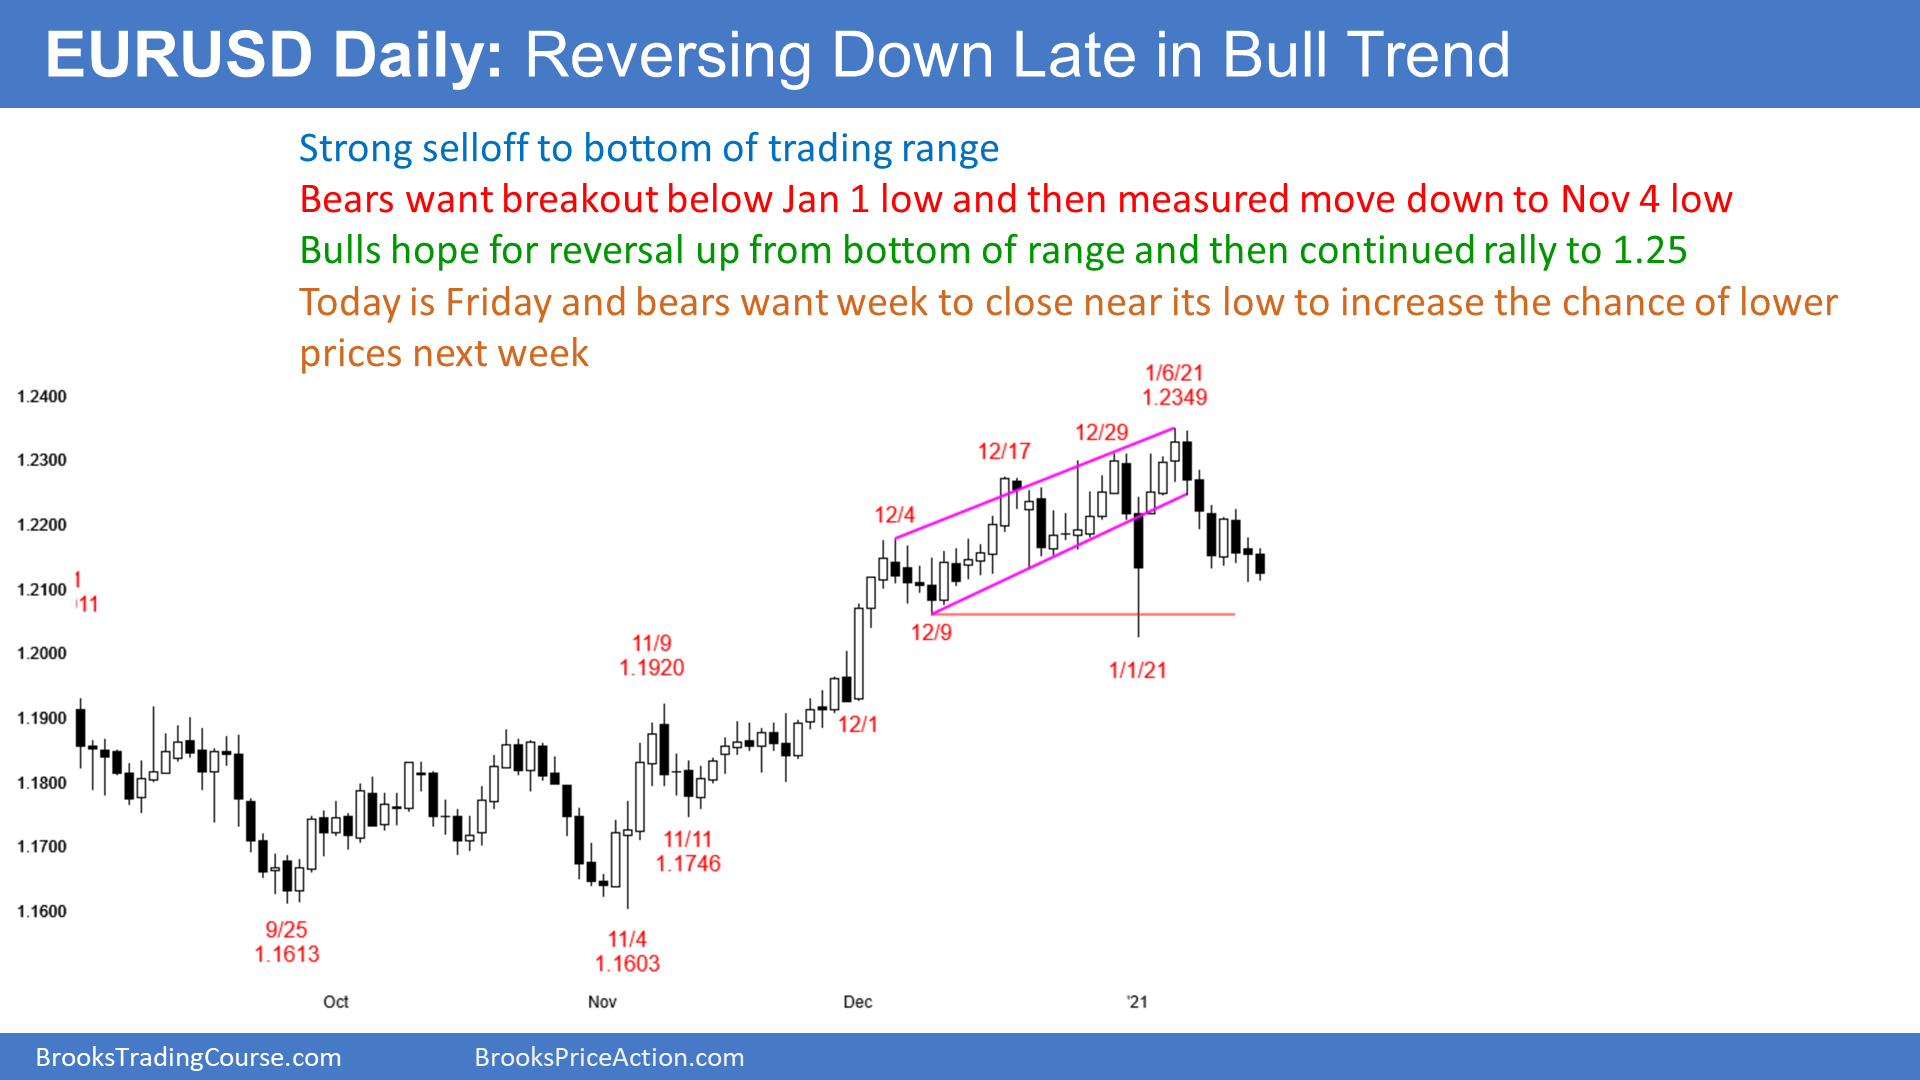 EURUSD Daily: Reversing Down Late in Bull Trend
Strong selloff to bottom of trading range
Bears want breakout below Jan 1 low and then measured move down to Nov 4 low
Bulls hope for reversal up from bottom of range and then continued rally to 1.25
Today is Friday and bears want week to close near its low to increase the chance of lower
prices next week
1/6/21
1.2349
1.2400
12/29
12/17
1.2300
12/4
1.2200
1.2100
11
12/9
11/9
1.1920
1.2000
1/1/21
1.1900
12/1
1.1800
1.1700
11/11
1.1746
1.1600
9/25
1.1613
11/4
1.1603
Oct
Nov
Dec
'21
BrooksTradingCourse.com
BrooksPriceAction.com